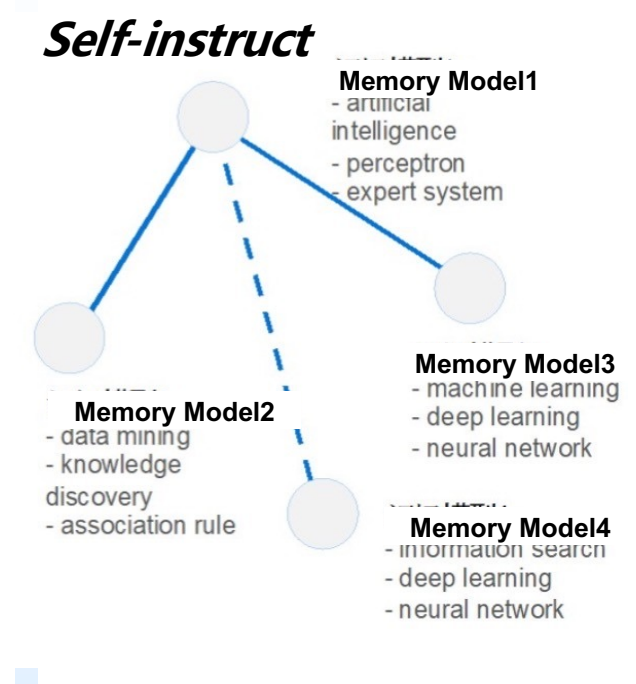 Self-instruct
Memory Model1
- artificial
intelligence
- perceptron
- expert system
Memory Model3
- machine learning
- deep learning
- neural network
Memory Model2
- data mining
- knowledge
discovery
- association rule
Memory Model4
- information search
- deep learning
- neural network